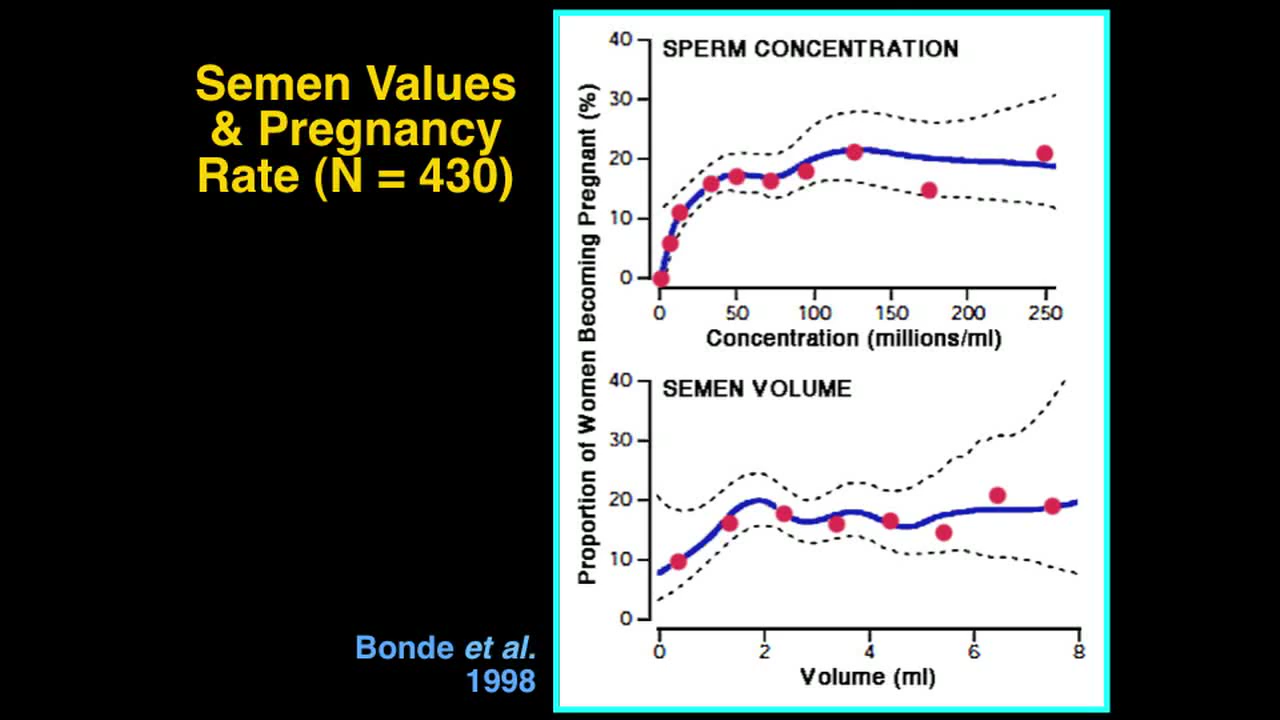 Semen Values
& Pregnancy
Rate (N = 430)
Bonde et al.
1998
Proportion of Women Becoming Pregnant (%)
SPERM CONCENTRATION
40
30
20
10
0
0 50 100 150 200 250
Concentration (millions/ml)
SEMEN VOLUME
40
30
20
10
0
0 2 4 6 8
Volume (ml)